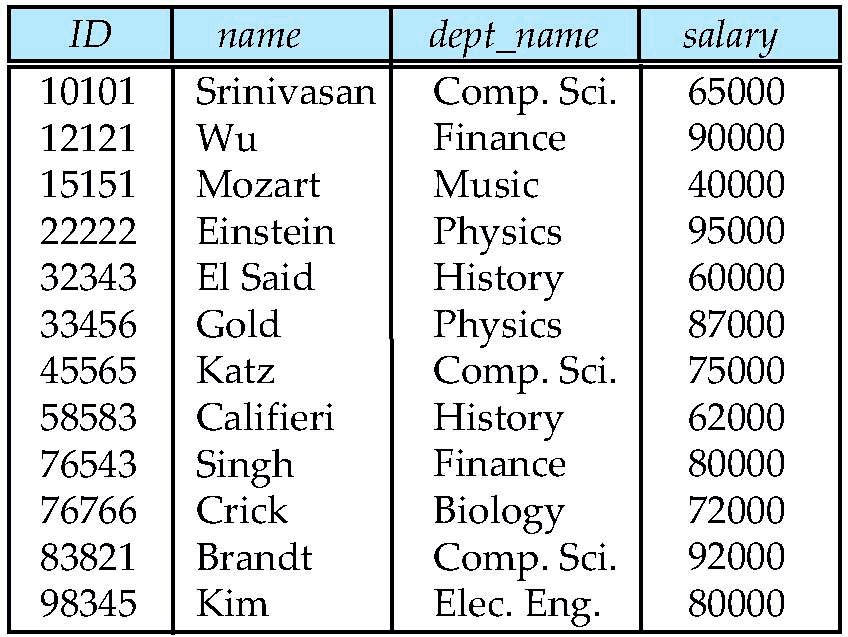 ID name dept_name salary
10101 Srinivasan Comp. Sci. 65000
12121 Wu Finance 90000
15151 Mozart Music 40000
22222 Einstein Physics 95000
32343 El Said History 60000
33456 Gold Physics 87000
45565 Katz Comp. Sci. 75000
58583 Califieri History 62000
76543 Singh Finance 80000
76766 Crick Biology 72000
83821 Brandt Comp. Sci. 92000
98345 Kim Elec. Eng. 80000